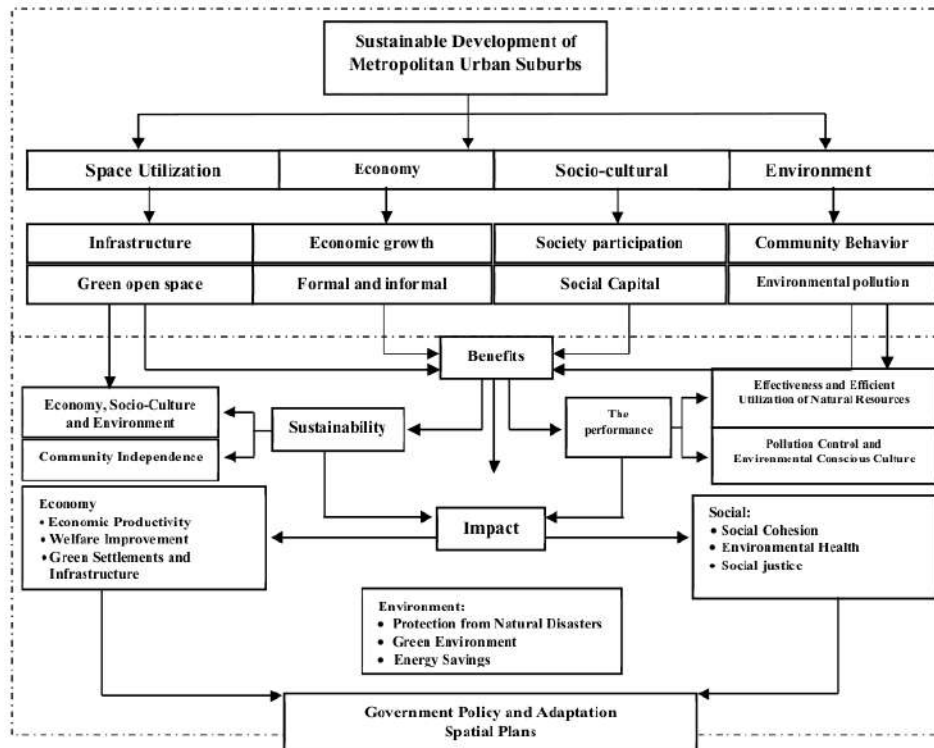 Sustainable Development of
Metropolitan Urban Suburbs
Space Utilization
Economy
Socio-cultural
Environment
Infrastructure
Economic growth
Society participation
Community Behavior
Green open space
Formal and informal
Social Capital
Environmental pollution
Benefits
Economy, Socio-Culture
and Environment
Community Independence
Sustainability
The
performance
Effectiveness and Efficient
Utilization of Natural Resources
Pollution Control and
Environmental Conscious Culture
Economy
• Economic Productivity
• Welfare Improvement
• Green Settlements and
Infrastructure
Impact
Social:
• Social Cohesion
• Environmental Health
• Social justice
Environment:
• Protection from Natural Disasters
• Green Environment
• Energy Savings
Government Policy and Adaptation
Spatial Plans